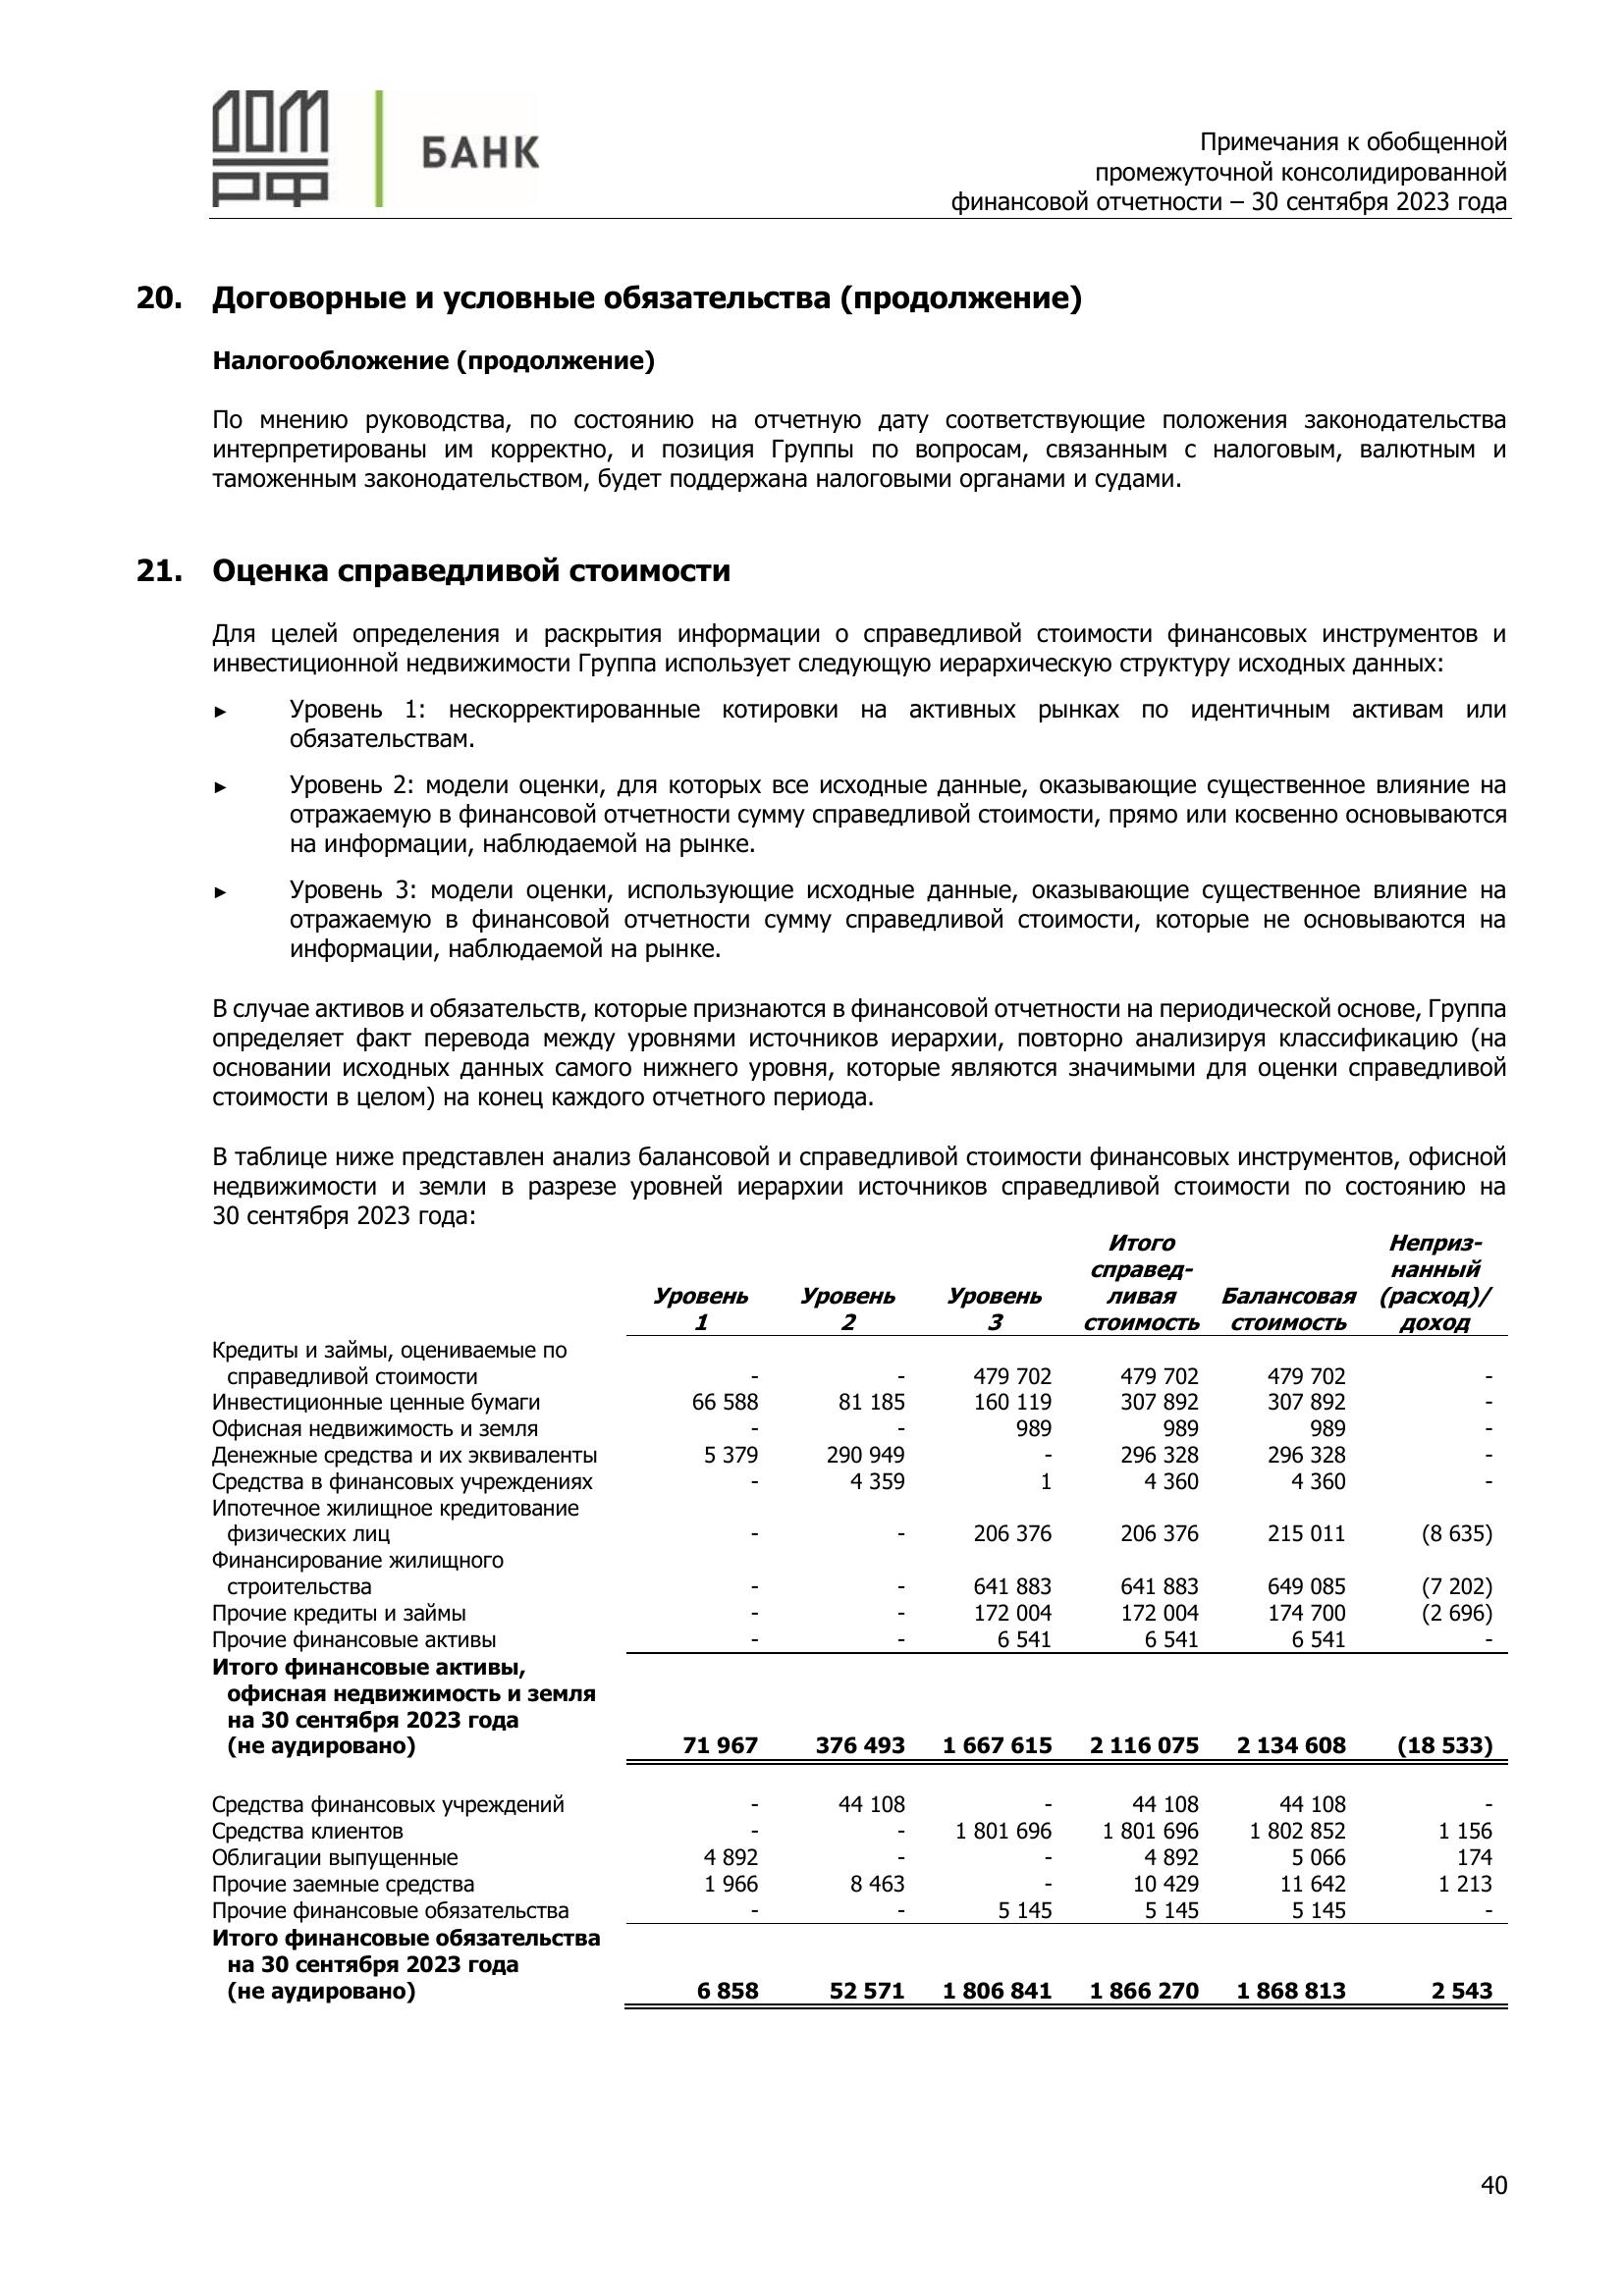 ДОМ БАНК
РФ
Примечания к обобщенной
промежуточной консолидированной
финансовой отчетности – 30 сентября 2023 года
20. Договорные и условные обязательства (продолжение)
Налогообложение (продолжение)
По мнению руководства, по состоянию на отчетную дату соответствующие положения законодательства
интерпретированы им корректно, и позиция Группы по вопросам, связанным с налоговым, валютным и
таможенным законодательством, будет поддержана налоговыми органами и судами.
21. Оценка справедливой стоимости
Для целей определения и раскрытия информации о справедливой стоимости финансовых инструментов и
инвестиционной недвижимости Группа использует следующую иерархическую структуру исходных данных:
► Уровень 1: нескорректированные котировки на активных рынках по идентичным активам или
обязательствам.
► Уровень 2: модели оценки, для которых все исходные данные, оказывающие существенное влияние на
отражаемую в финансовой отчетности сумму справедливой стоимости, прямо или косвенно основываются
на информации, наблюдаемой на рынке.
► Уровень 3: модели оценки, использующие исходные данные, оказывающие существенное влияние на
отражаемую в финансовой отчетности сумму справедливой стоимости, которые не основываются на
информации, наблюдаемой на рынке.
В случае активов и обязательств, которые признаются в финансовой отчетности на периодической основе, Группа
определяет факт перевода между уровнями источников иерархии, повторно анализируя классификацию (на
основании исходных данных самого нижнего уровня, которые являются значимыми для оценки справедливой
стоимости в целом) на конец каждого отчетного периода.
В таблице ниже представлен анализ балансовой и справедливой стоимости финансовых инструментов, офисной
недвижимости и земли в разрезе уровней иерархии источников справедливой стоимости по состоянию на
30 сентября 2023 года:
Итого Неприз-
справед- нанный
Уровень Уровень Уровень ливая Балансовая (расход)/
1 2 3 стоимость стоимость доход
Кредиты и займы, оцениваемые по
справедливой стоимости - - 479 702 479 702 479 702 -
Инвестиционные ценные бумаги 66 588 81 185 160 119 307 892 307 892 -
Офисная недвижимость и земля - - 989 989 989 -
Денежные средства и их эквиваленты 5 379 290 949 - 296 328 296 328 -
Средства в финансовых учреждениях - 4 359 1 4 360 4 360 -
Ипотечное жилищное кредитование
физических лиц - - 206 376 206 376 215 011 (8 635)
Финансирование жилищного
строительства - - 641 883 641 883 649 085 (7 202)
Прочие кредиты и займы - - 172 004 172 004 174 700 (2 696)
Прочие финансовые активы - - 6 541 6 541 6 541 -
Итого финансовые активы,
офисная недвижимость и земля
на 30 сентября 2023 года
(не аудировано) 71 967 376 493 1 667 615 2 116 075 2 134 608 (18 533)
Средства финансовых учреждений - 44 108 - 44 108 44 108 -
Средства клиентов - - 1 801 696 1 801 696 1 802 852 1 156
Облигации выпущенные 4 892 - - 4 892 5 066 174
Прочие заемные средства 1 966 8 463 - 10 429 11 642 1 213
Прочие финансовые обязательства - - 5 145 5 145 5 145 -
Итого финансовые обязательства
на 30 сентября 2023 года
(не аудировано) 6 858 52 571 1 806 841 1 866 270 1 868 813 2 543
40